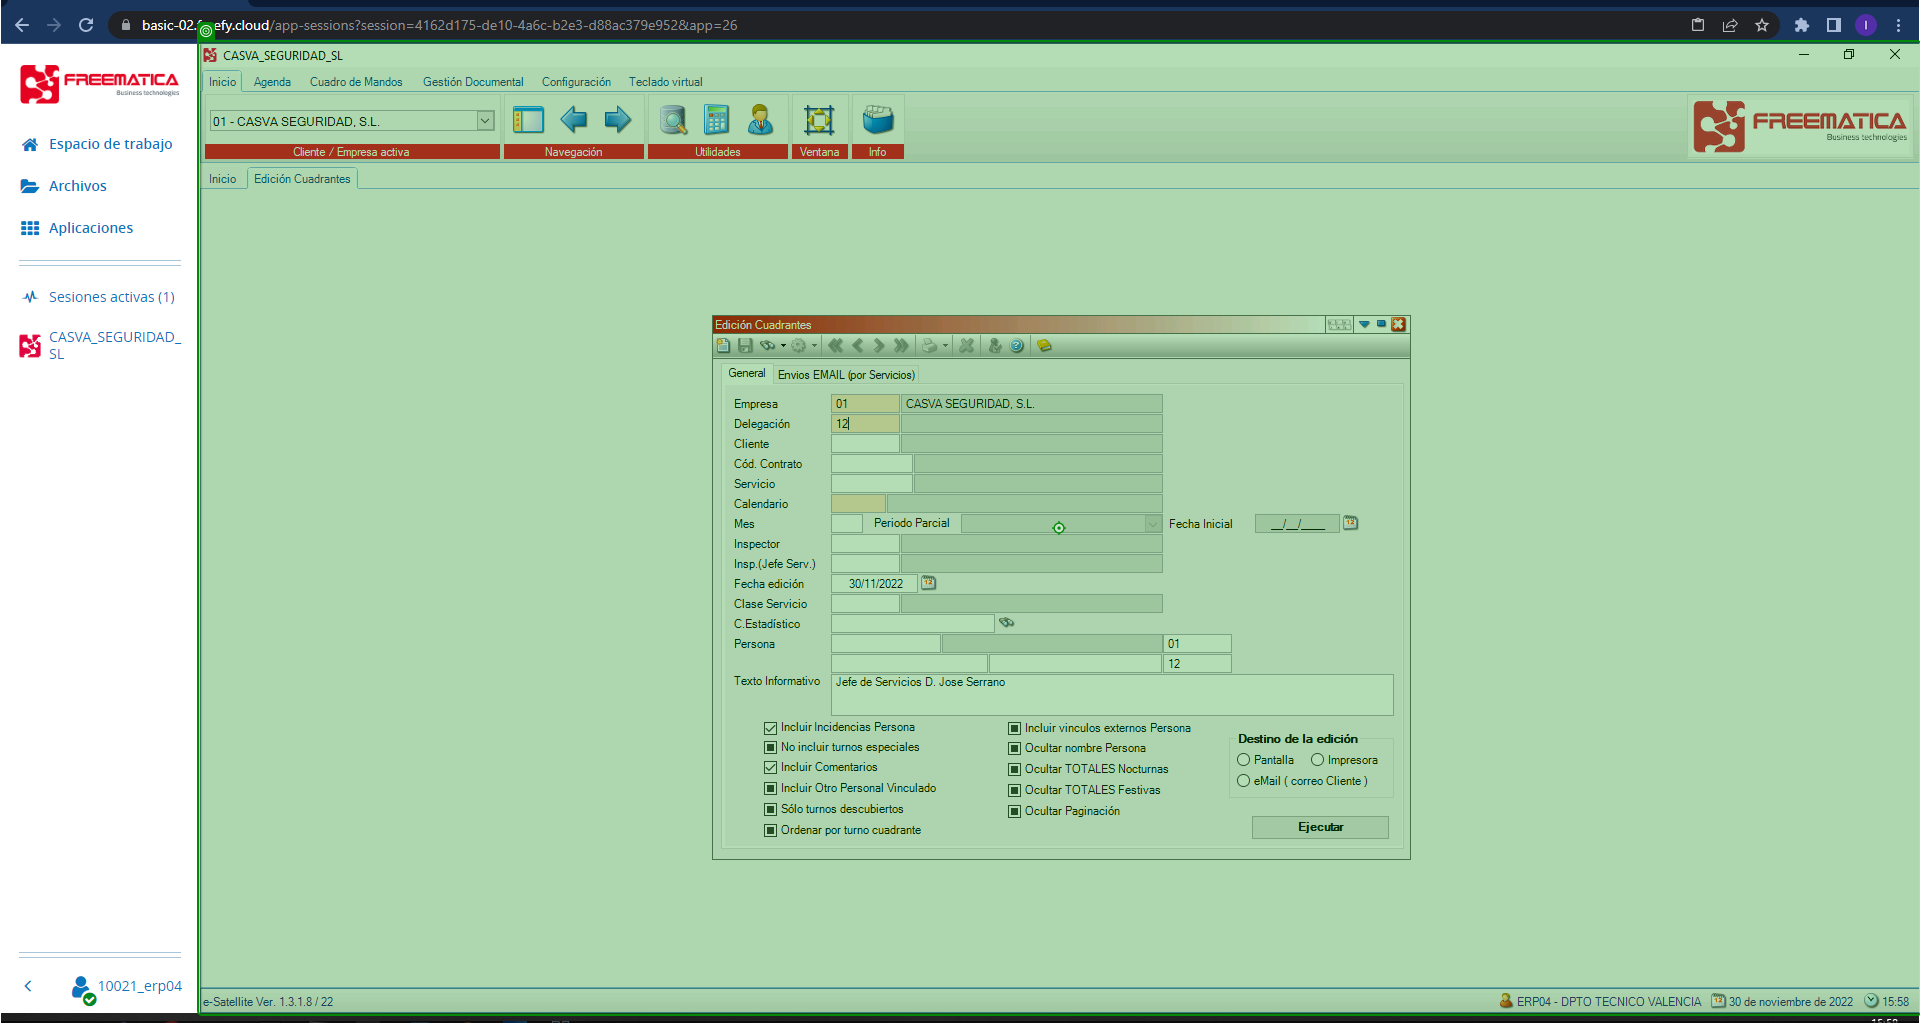 basic-02.f efy.cloud/app-sessions?session=4162d175-de10-4a6c-b2e3-d88ac379e952&app=26
FREEMATICA
Business technologies
Espacio de trabajo
Archivos
Aplicaciones
Sesiones activas (1)
CASVA_SEGURIDAD_
SL
10021_erp04
CASVA_SEGURIDAD_SL
Inicio Agenda Cuadro de Mandos Gestión Documental Configuración Teclado virtual
01 - CASVA SEGURIDAD, S.L.
Cliente / Empresa activa Navegación Utilidades Ventana Info
FREEMATICA
Business technologies
Inicio Edición Cuadrantes
Edición Cuadrantes
General Envios EMAIL (por Servicios)
Empresa 01 CASVA SEGURIDAD, S.L.
Delegación 12
Cliente
Cód. Contrato
Servicio
Calendario
Mes Periodo Parcial Fecha Inicial __/__/____
Inspector
Insp.(Jefe Serv.)
Fecha edición 30/11/2022
Clase Servicio
C.Estadístico
Persona 01
12
Texto Informativo Jefe de Servicios D. Jose Serrano
Incluir Incidencias Persona
No incluir turnos especiales
Incluir Comentarios
Incluir Otro Personal Vinculado
Sólo turnos descubiertos
Ordenar por turno cuadrante
Incluir vinculos externos Persona
Ocultar nombre Persona
Ocultar TOTALES Nocturnas
Ocultar TOTALES Festivas
Ocultar Paginación
Destino de la edición
Pantalla Impresora
eMail ( correo Cliente )
Ejecutar
e-Satellite Ver. 1.3.1.8 / 22
ERP04 - DPTO TECNICO VALENCIA 30 de noviembre de 2022 15:58